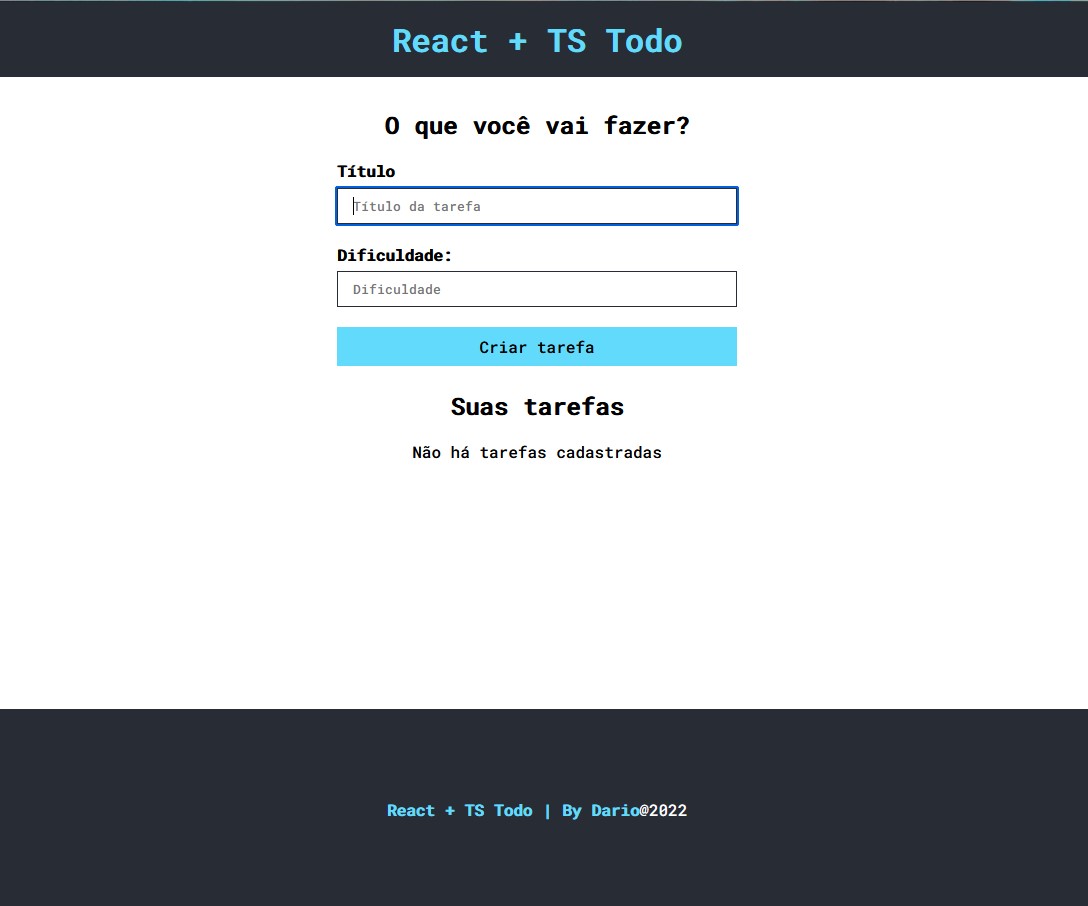 React + TS Todo
O que você vai fazer?
Título
Título da tarefa
Dificuldade:
Dificuldade
Criar tarefa
Suas tarefas
Não há tarefas cadastradas
React + TS Todo | By Dario@2022